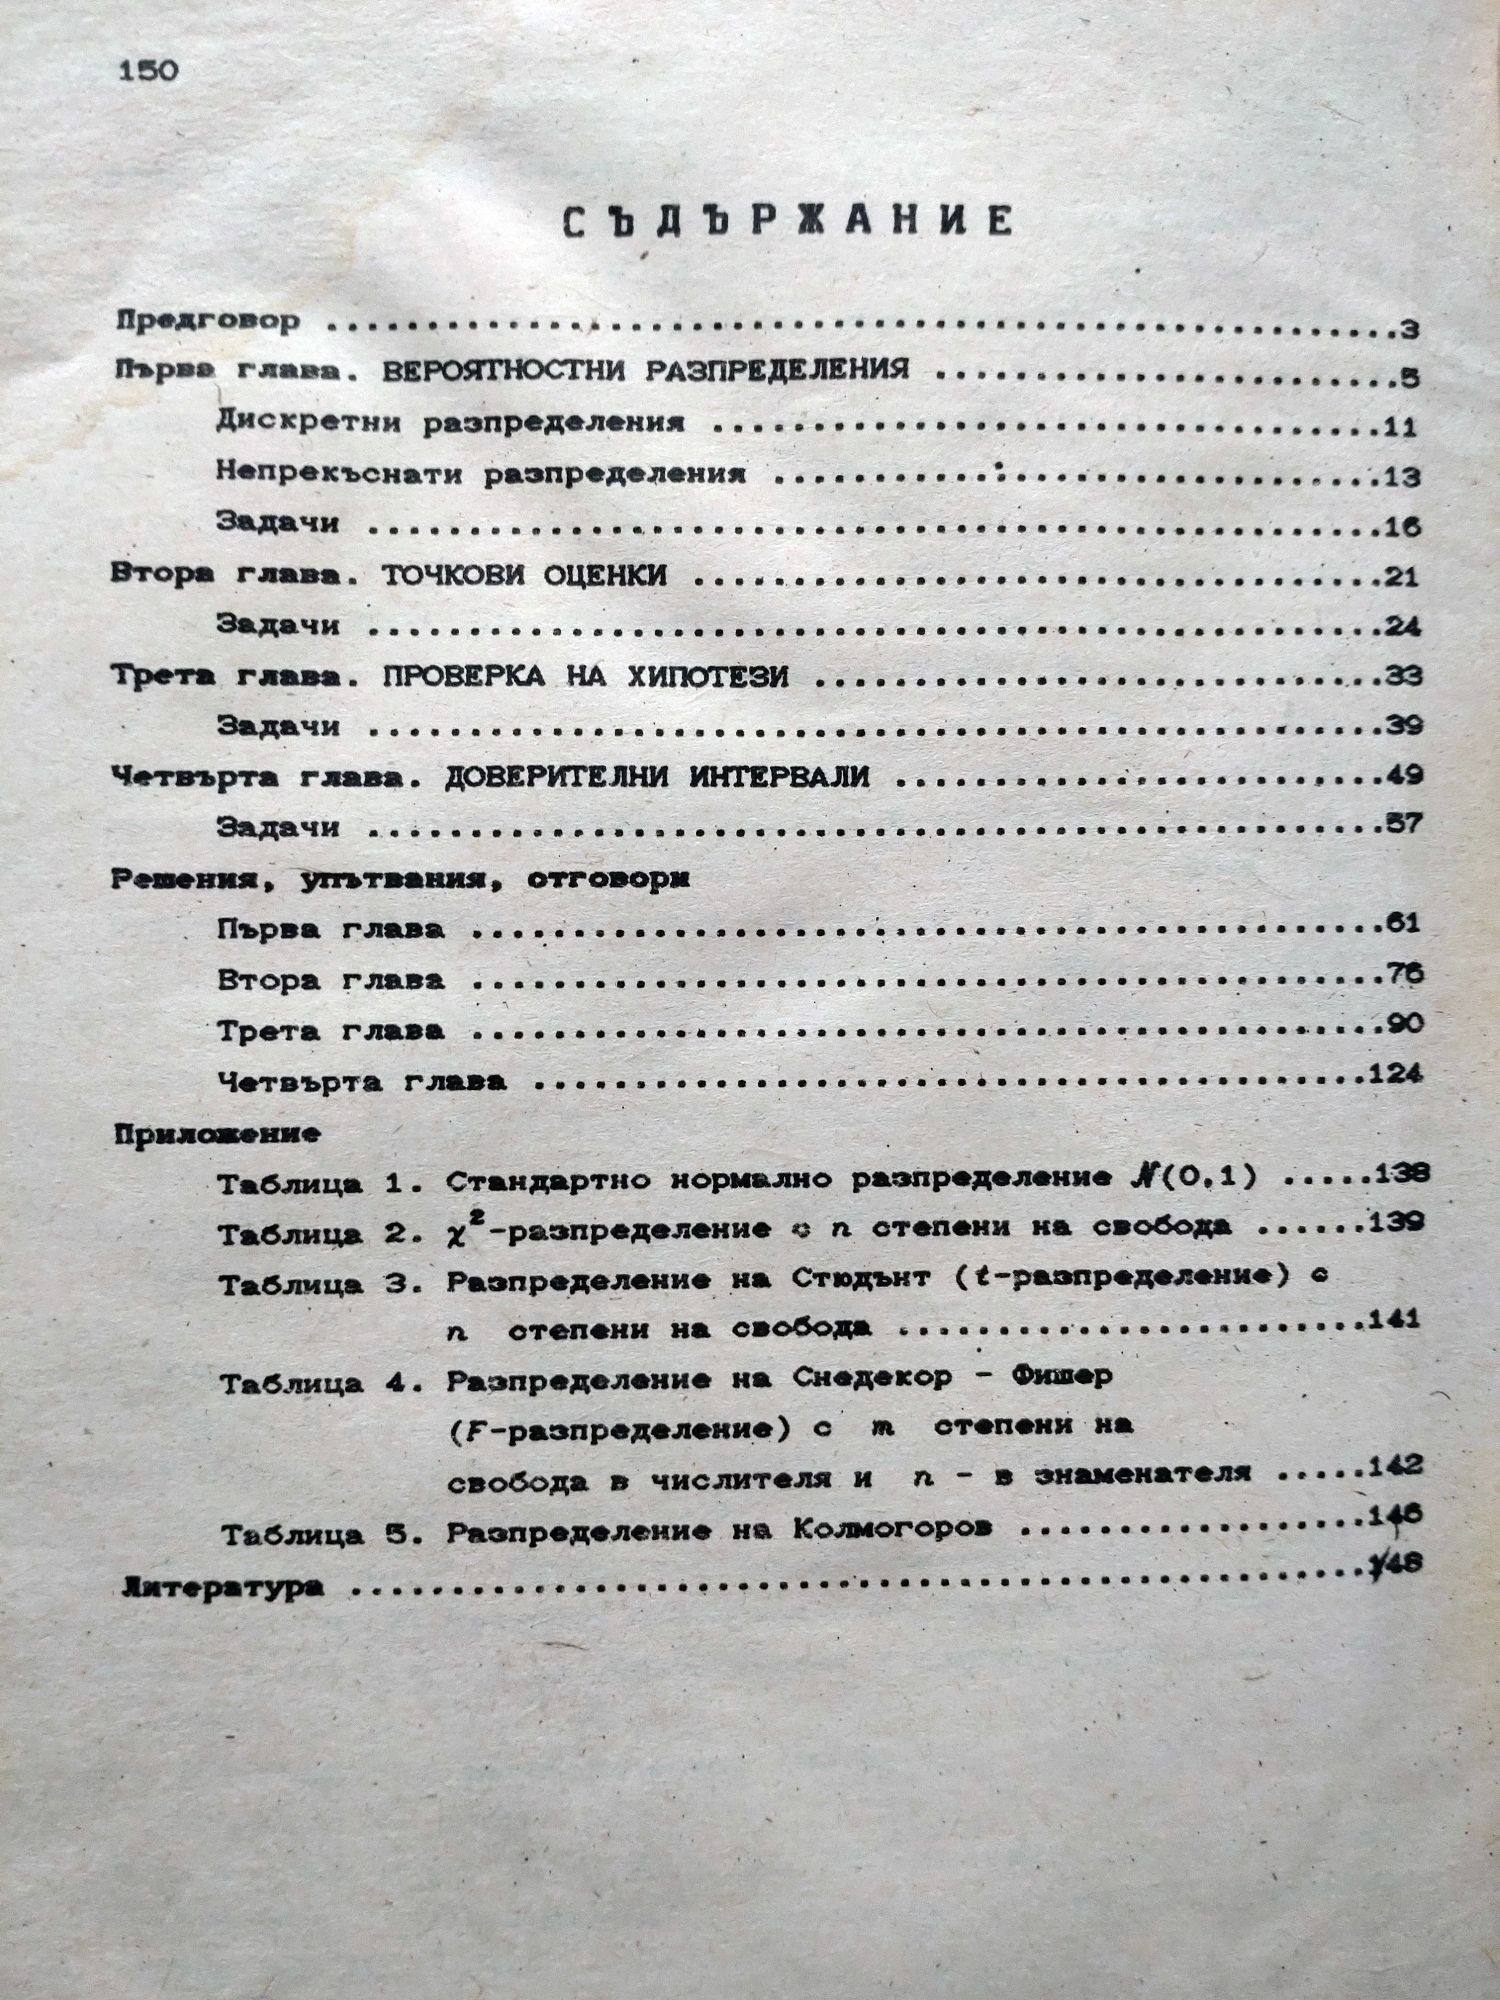 150
СЪДЪРЖАНИЕ
Предговор ....................................................3
Първа глава. ВЕРОЯТНОСТНИ РАЗПРЕДЕЛЕНИЯ .......................5
Дискретни разпределения .................................11
Непрекъснати разпределения ..............................13
Задачи ..................................................16
Втора глава. ТОЧКОВИ ОЦЕНКИ ..................................21
Задачи ..................................................24
Трета глава. ПРОВЕРКА НА ХИПОТЕЗИ ............................33
Задачи ..................................................39
Четвърта глава. ДОВЕРИТЕЛНИ ИНТЕРВАЛИ ........................49
Задачи ..................................................57
Решения, упътвания, отговори
Първа глава .............................................61
Втора глава .............................................76
Трета глава .............................................90
Четвърта глава .........................................124
Приложение
Таблица 1. Стандартно нормално разпределение 𝒩(0,1) .....138
Таблица 2. χ²-разпределение с n степени на свобода ......139
Таблица 3. Разпределение на Стюдънт (t-разпределение) с
n степени на свобода .......................141
Таблица 4. Разпределение на Снедекор - Фишер
(F-разпределение) с m степени на
свобода в числителя и n - в знаменателя .....142
Таблица 5. Разпределение на Колмогоров .................146
Литература ..................................................148